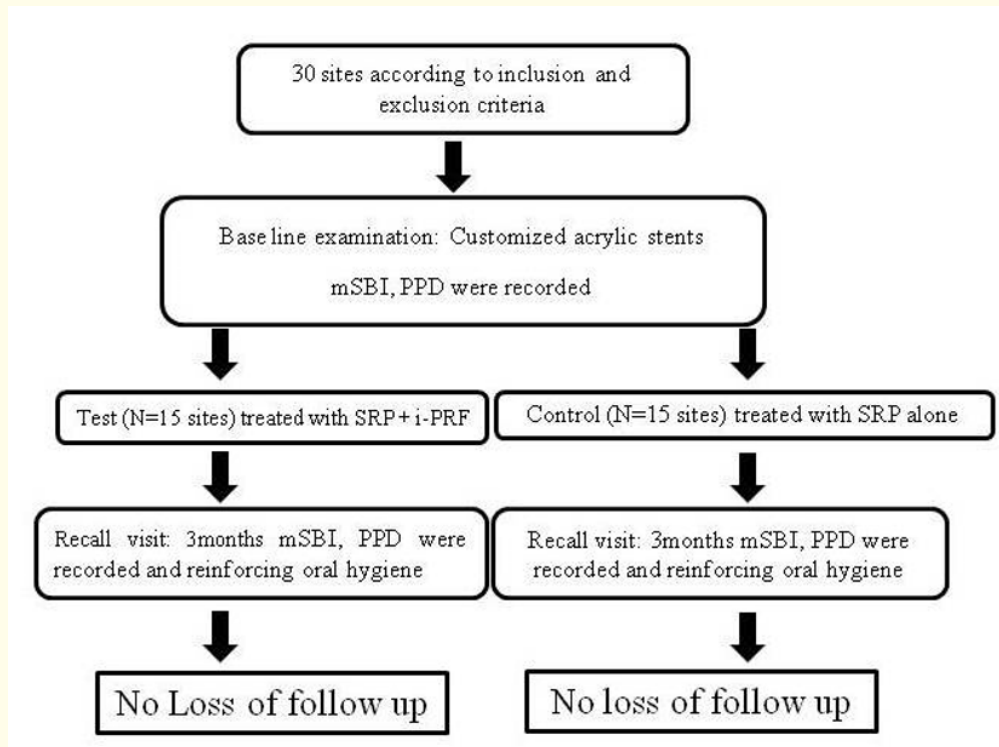 30 sites according to inclusion and
exclusion criteria
Base line examination: Customized acrylic stents
mSBI, PPD were recorded
Test (N=15 sites) treated with SRP + i-PRF
Control (N=15 sites) treated with SRP alone
Recall visit: 3months mSBI, PPD were
recorded and reinforcing oral hygiene
Recall visit: 3months mSBI, PPD were
recorded and reinforcing oral hygiene
No Loss of follow up
No loss of follow up